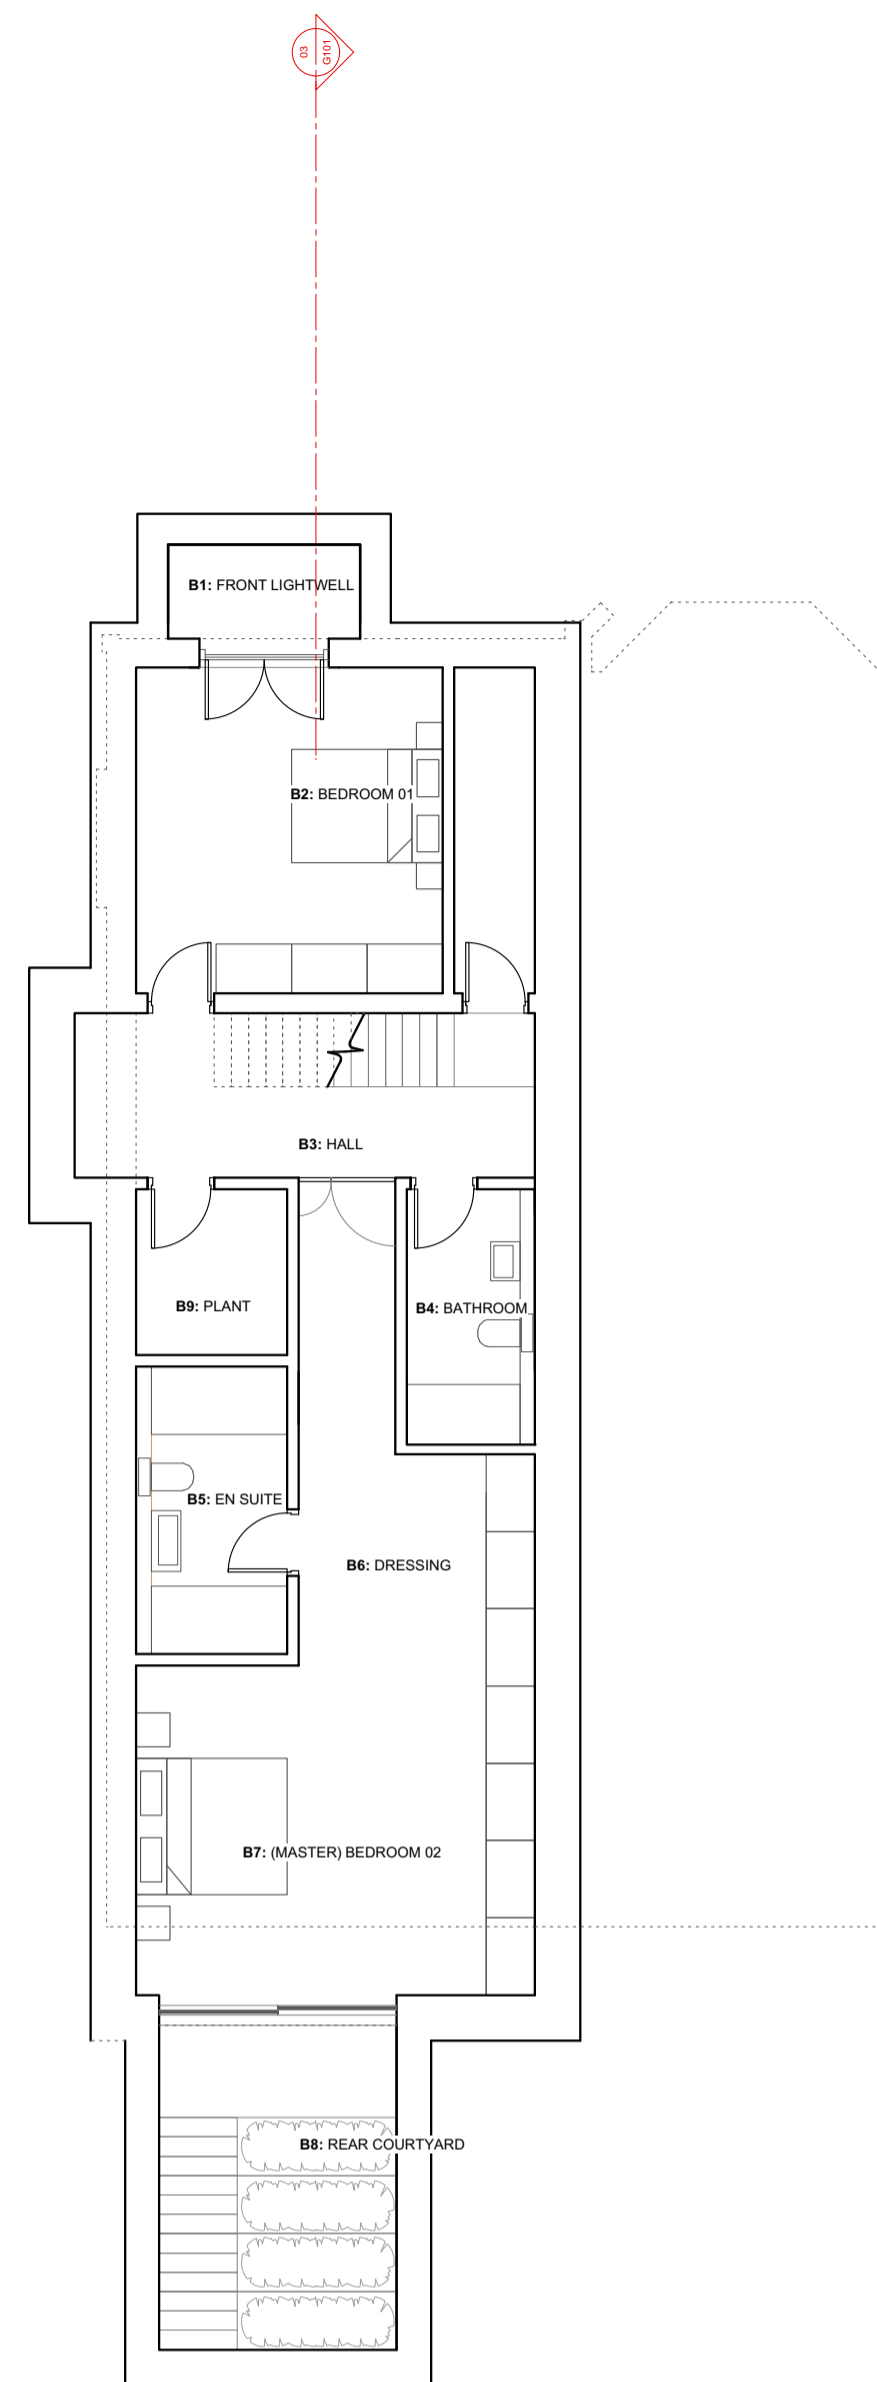 03
G101
B1: FRONT LIGHTWELL
B2: BEDROOM 01
B3: HALL
B9: PLANT
B4: BATHROOM
B5: EN SUITE
B6: DRESSING
B7: (MASTER) BEDROOM 02
B8: REAR COURTYARD